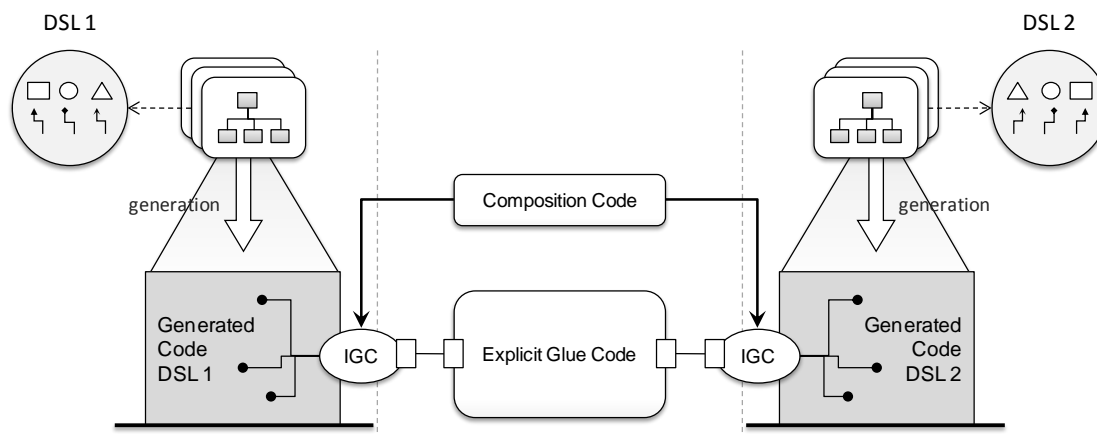 DSL 1
DSL 2
generation
generation
Composition Code
Generated
Code
DSL 1
IGC
Explicit Glue Code
IGC
Generated
Code
DSL 2